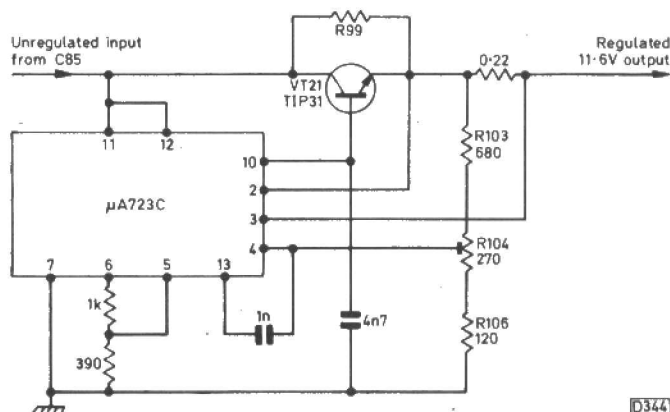 R99
Unregulated input
from C85
0·22
Regulated
11·6V output
VT21
TIP31
11
12
R103
680
10
2
μA723C
3
4
R104
270
7
6
5
13
1k
1n
4n7
390
R106
120
D344